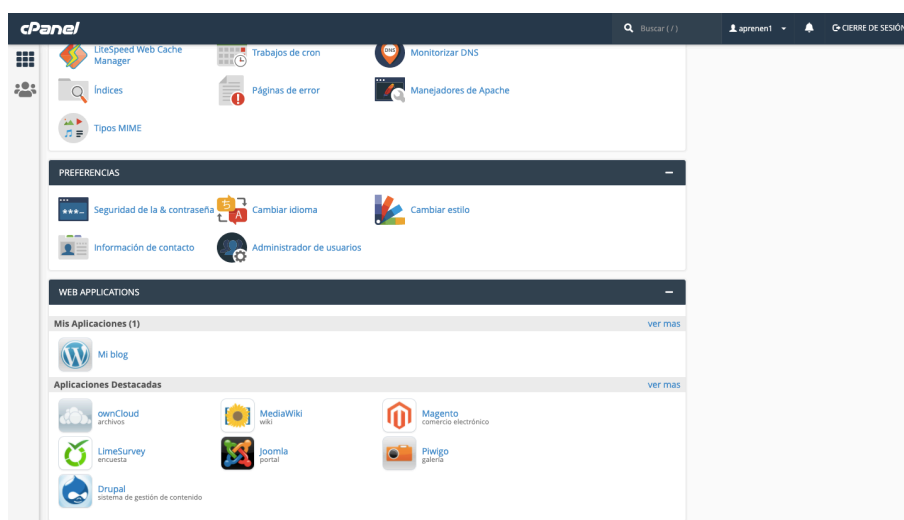 cPanel
Buscar ( / )
aprenen1
CIERRE DE SESIÓN
LiteSpeed Web Cache
Manager
Trabajos de cron
DNS
Monitorizar DNS
Índices
Páginas de error
Manejadores de Apache
Tipos MIME
PREFERENCIAS
Seguridad de la & contraseña
Cambiar idioma
Cambiar estilo
Información de contacto
Administrador de usuarios
WEB APPLICATIONS
Mis Aplicaciones (1)
ver mas
Mi blog
Aplicaciones Destacadas
ver mas
ownCloud
archivos
MediaWiki
wiki
Magento
comercio electrónico
LimeSurvey
encuesta
Joomla
portal
Piwigo
galería
Drupal
sistema de gestión de contenido